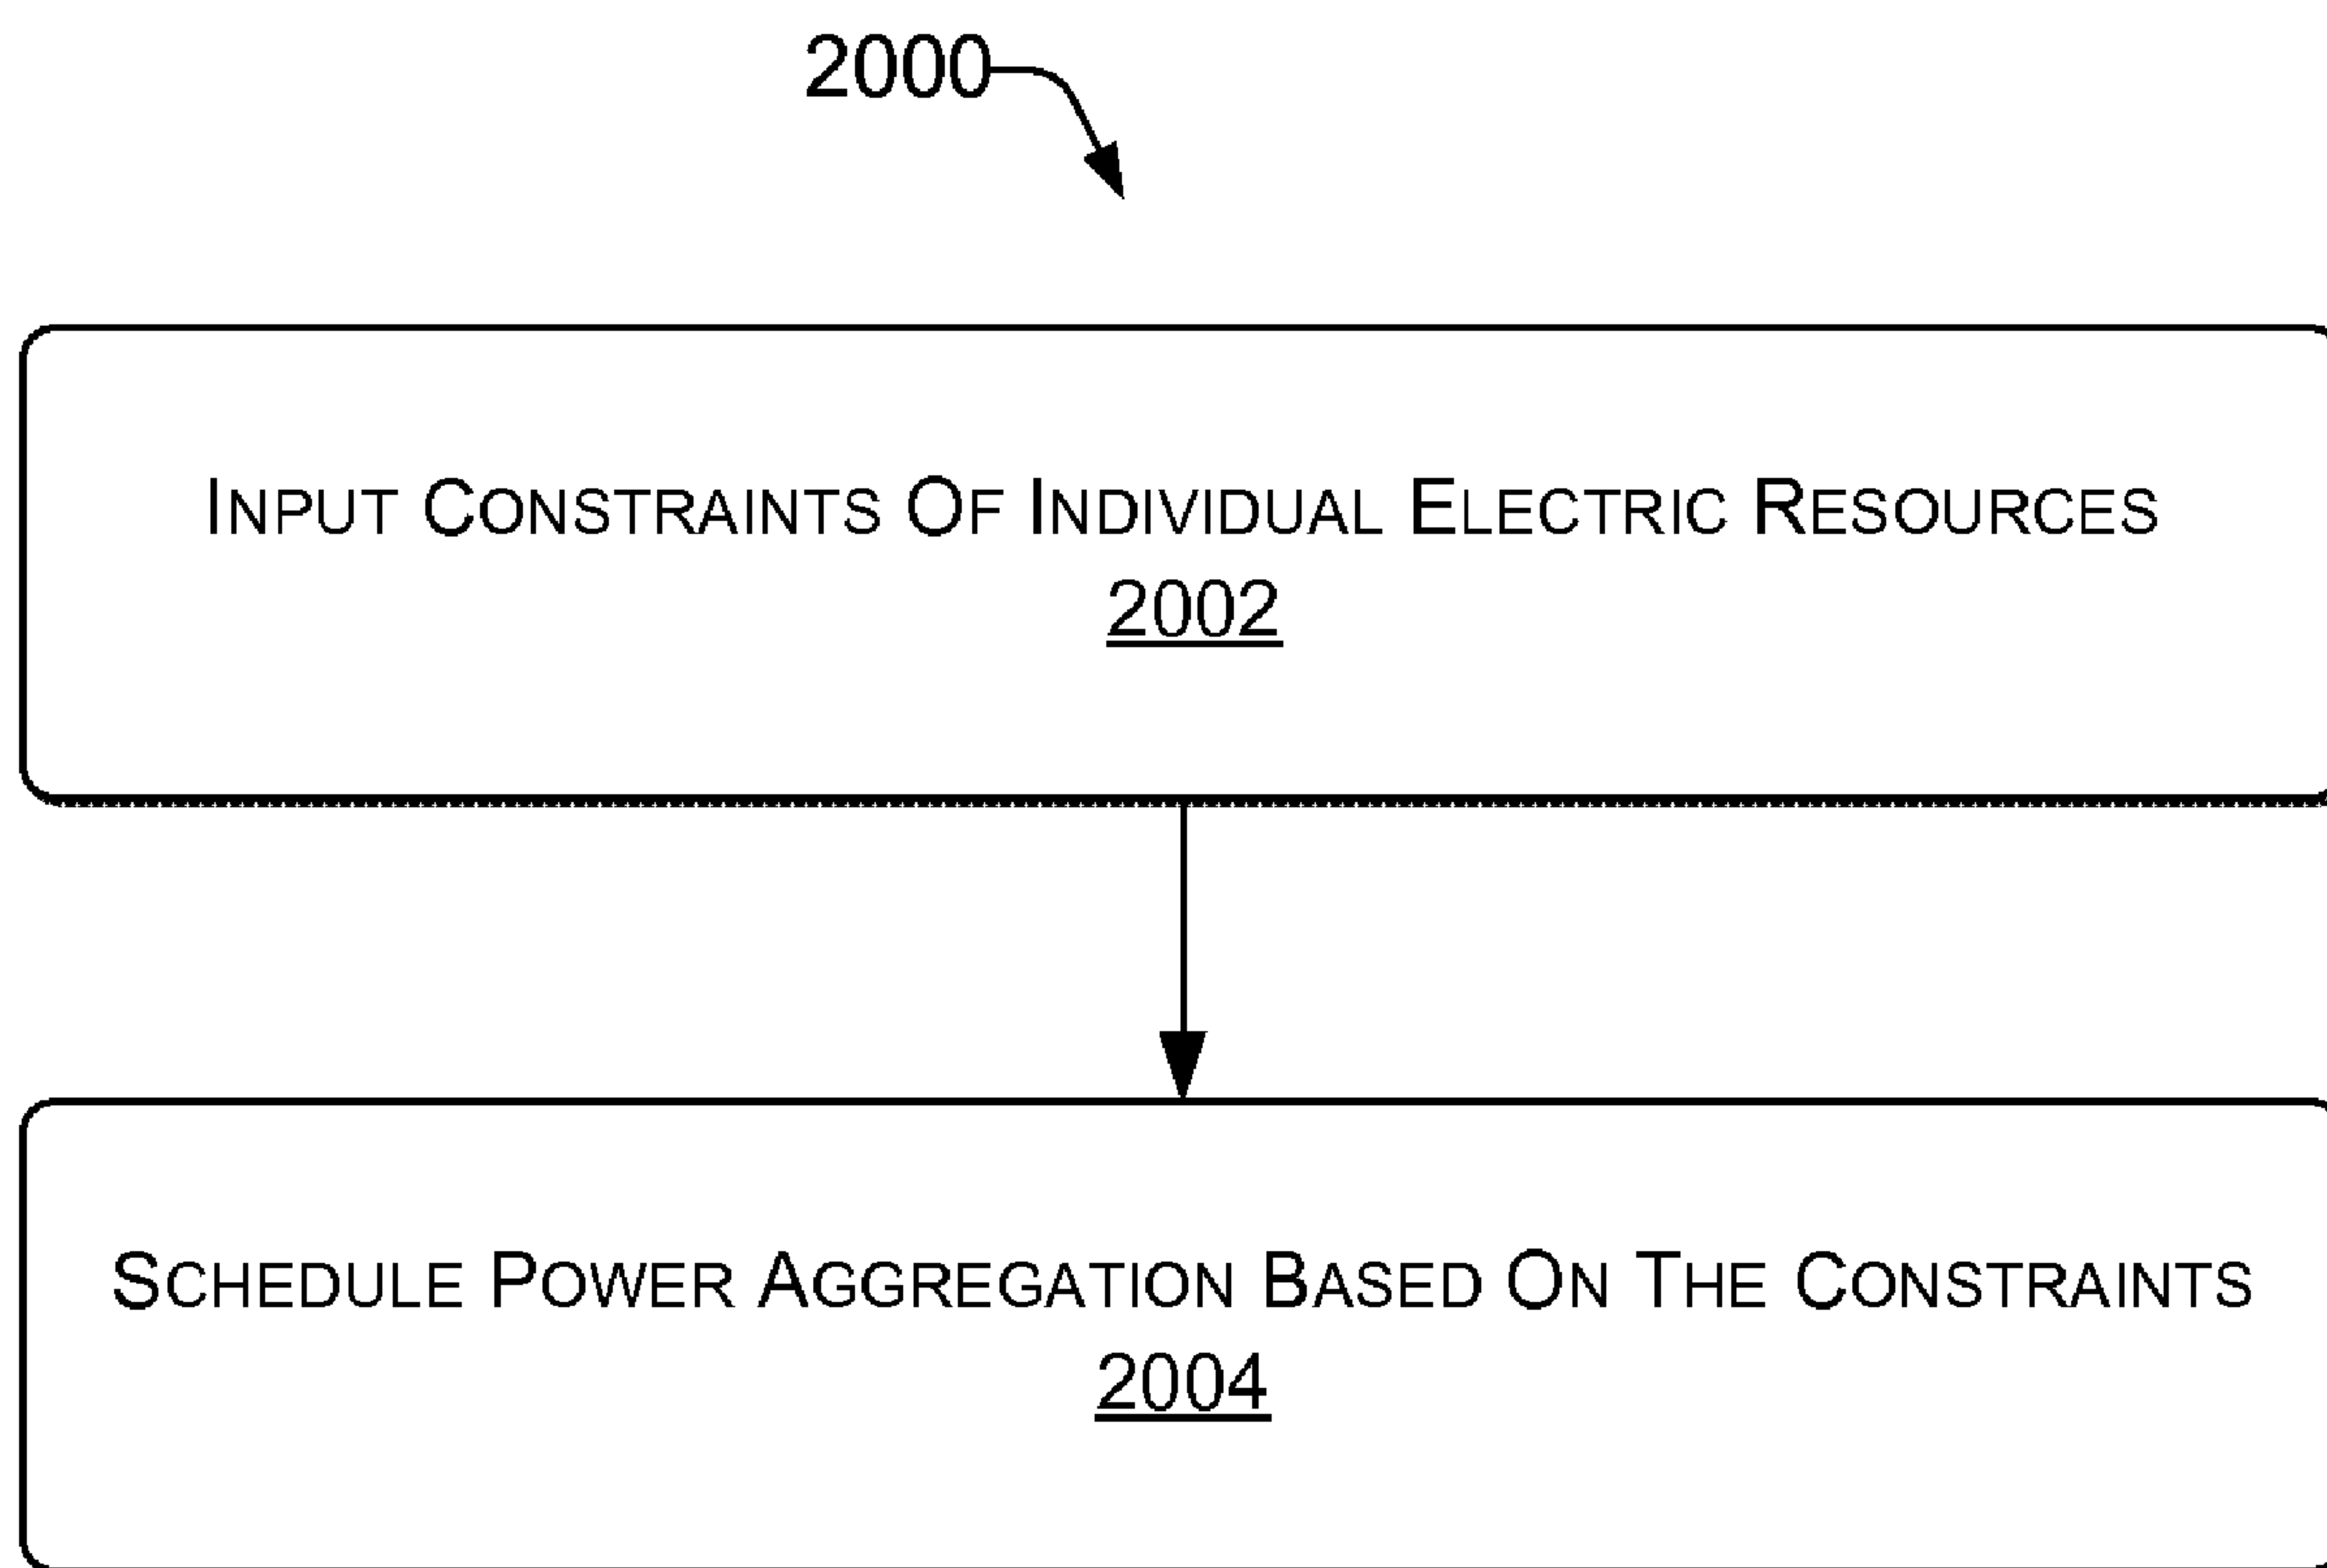 2000
Input Constraints Of Individual Electric Resources
2002
Schedule Power Aggregation Based On The Constraints
2004